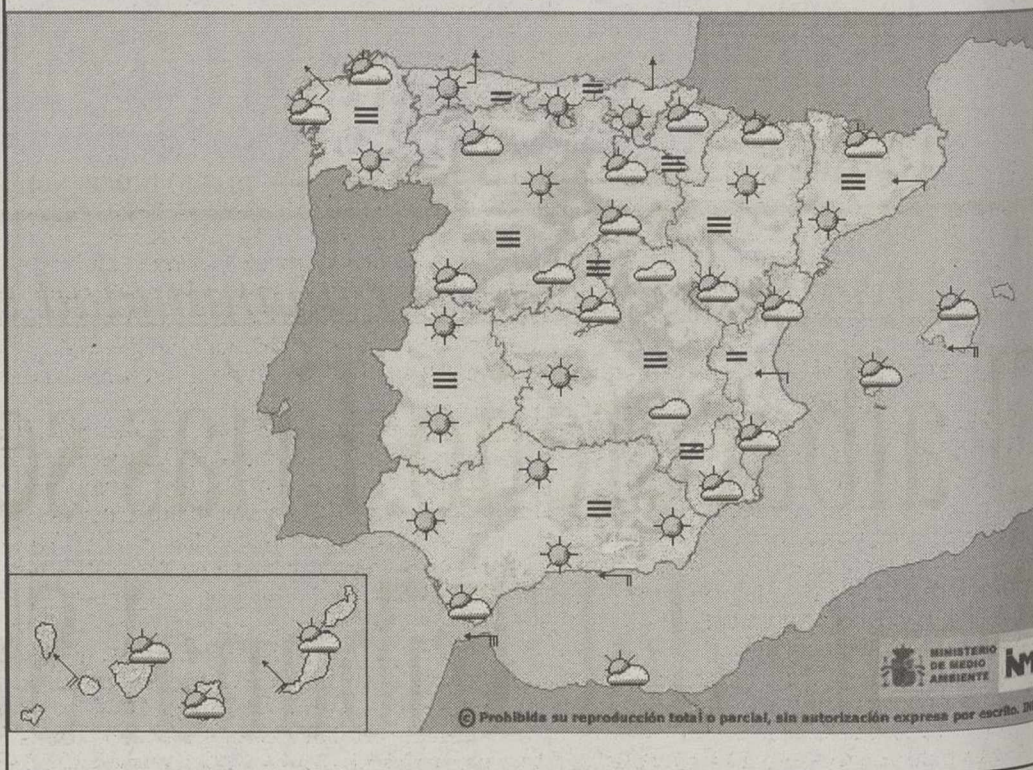 MINISTERIO
DE MEDIO
AMBIENTE
© Prohibida su reproducción total o parcial, sin autorización expresa por escrito.